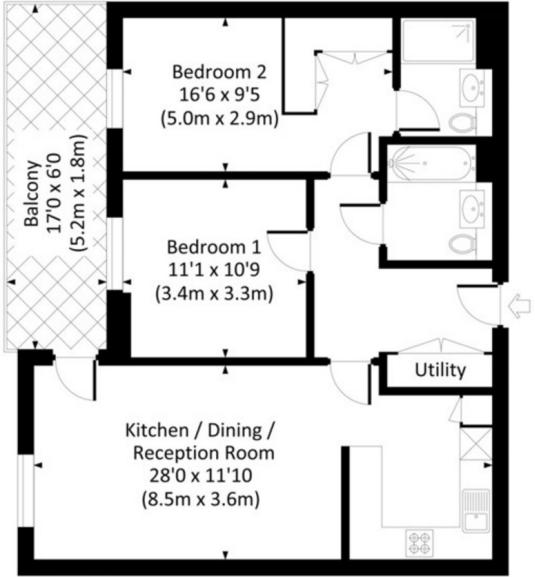 Bedroom 2
16'6 x 9'5
(5.0m x 2.9m)
Balcony
17'0 x 6'0
(5.2m x 1.8m)
Bedroom 1
11'1 x 10'9
(3.4m x 3.3m)
Utility
Kitchen / Dining /
Reception Room
28'0 x 11'10
(8.5m x 3.6m)